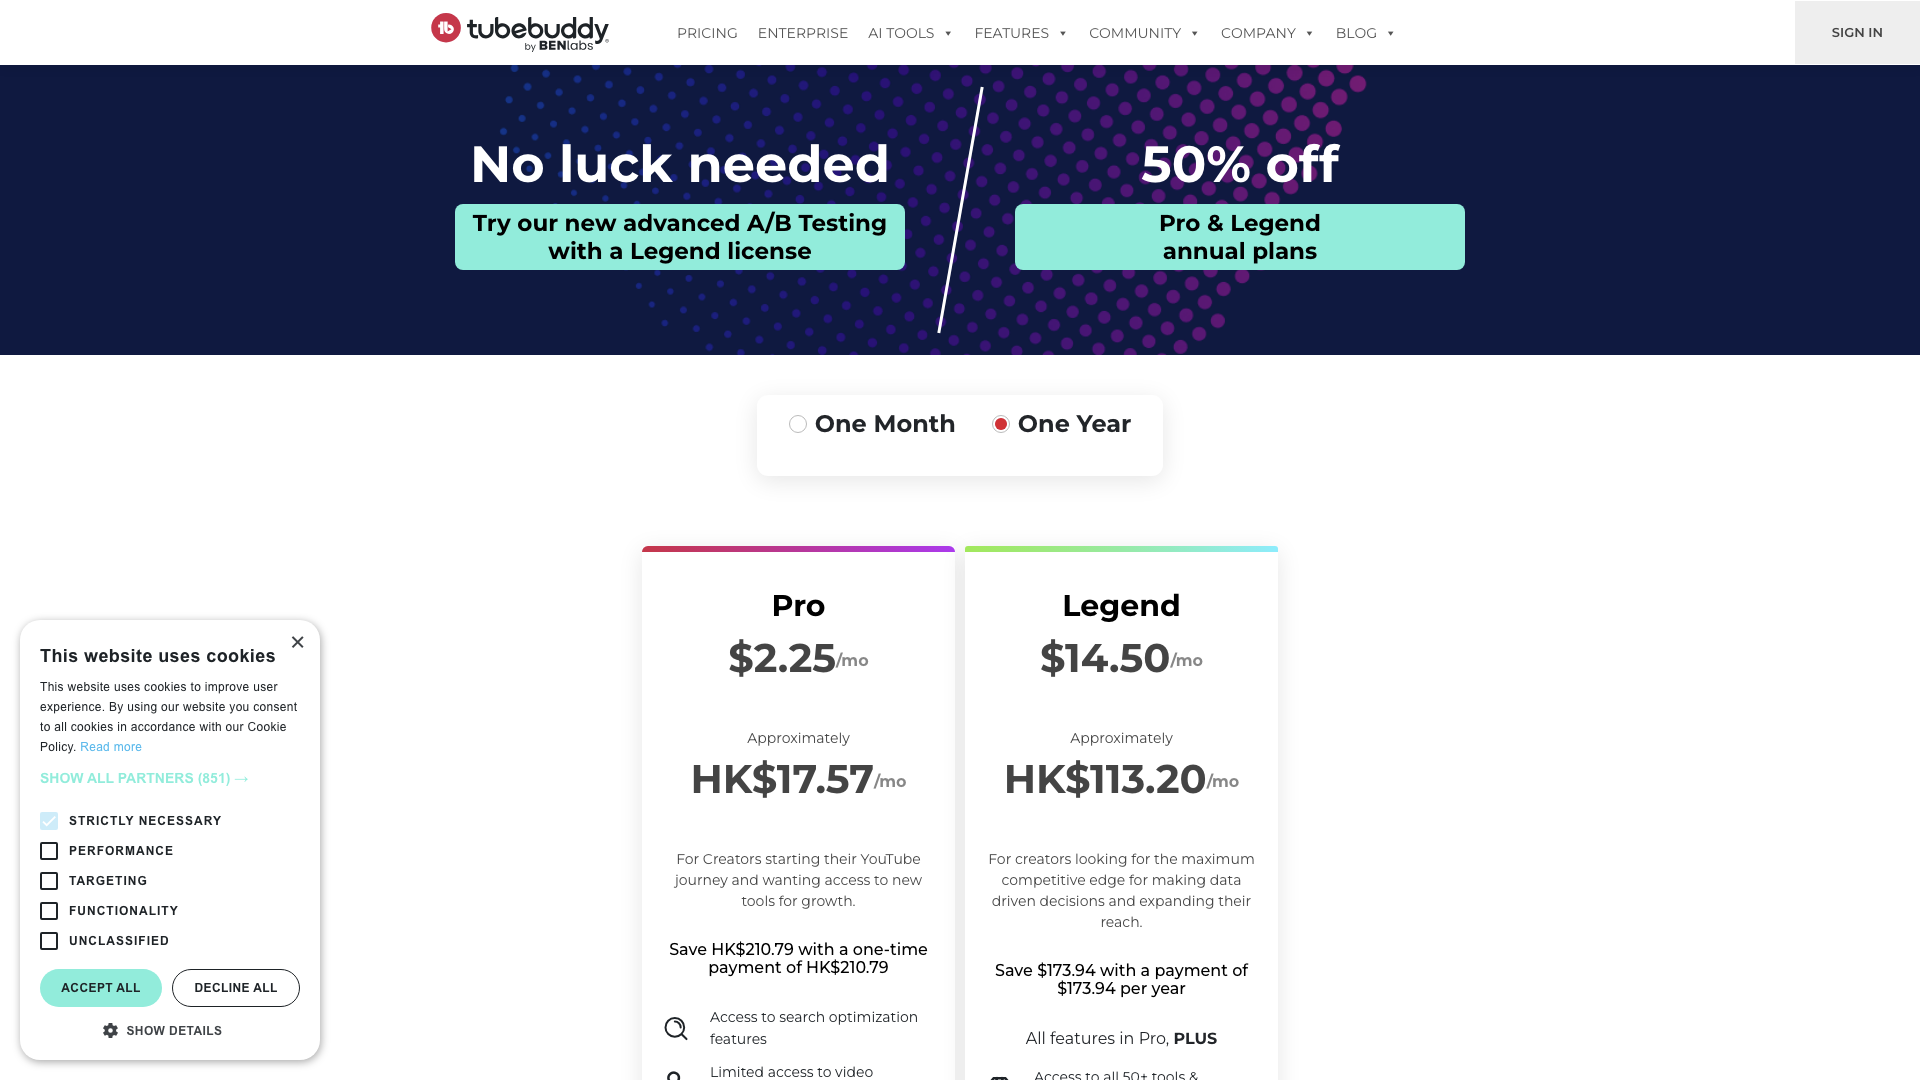 tubebuddy
by BENlabs
PRICING
ENTERPRISE
AI TOOLS
FEATURES
COMMUNITY
COMPANY
BLOG
SIGN IN
No luck needed
Try our new advanced A/B Testing
with a Legend license
50% off
Pro & Legend
annual plans
One Month
One Year
Pro
$2.25/mo
Approximately
HK$17.57/mo
For Creators starting their YouTube
journey and wanting access to new
tools for growth.
Save HK$210.79 with a one-time
payment of HK$210.79
Access to search optimization
features
Limited access to video
Legend
$14.50/mo
Approximately
HK$113.20/mo
For creators looking for the maximum
competitive edge for making data
driven decisions and expanding their
reach.
Save $173.94 with a payment of
$173.94 per year
All features in Pro, PLUS
Access to all 50+ tools &
This website uses cookies
This website uses cookies to improve user
experience. By using our website you consent
to all cookies in accordance with our Cookie
Policy. Read more
SHOW ALL PARTNERS (851) →
STRICTLY NECESSARY
PERFORMANCE
TARGETING
FUNCTIONALITY
UNCLASSIFIED
ACCEPT ALL
DECLINE ALL
SHOW DETAILS